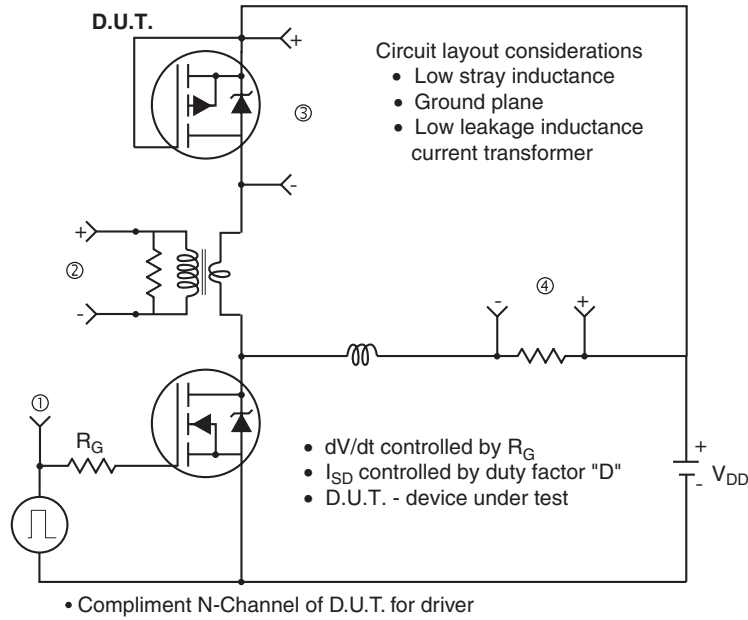 D.U.T.
+
Circuit layout considerations
• Low stray inductance
• Ground plane
• Low leakage inductance
current transformer
③
-
+
②
-
④
-
+
①
R_G
• dV/dt controlled by R_G
• I_SD controlled by duty factor "D"
• D.U.T. - device under test
+
V_DD
-
• Compliment N-Channel of D.U.T. for driver